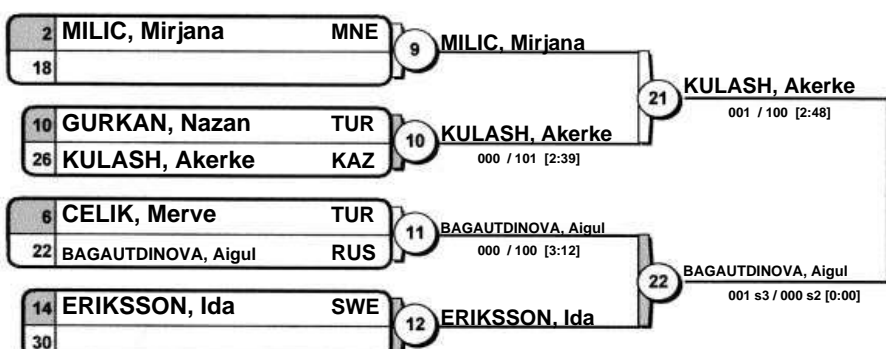 2 MILIC, Mirjana MNE
18
9 MILIC, Mirjana
10 GURKAN, Nazan TUR
26 KULASH, Akerke KAZ
10 KULASH, Akerke
000 / 101 [2:39]
21 KULASH, Akerke
001 / 100 [2:48]
6 CELIK, Merve TUR
22 BAGAUTDINOVA, Aigul RUS
11 BAGAUTDINOVA, Aigul
000 / 100 [3:12]
14 ERIKSSON, Ida SWE
30
12 ERIKSSON, Ida
22 BAGAUTDINOVA, Aigul
001 s3 / 000 s2 [0:00]